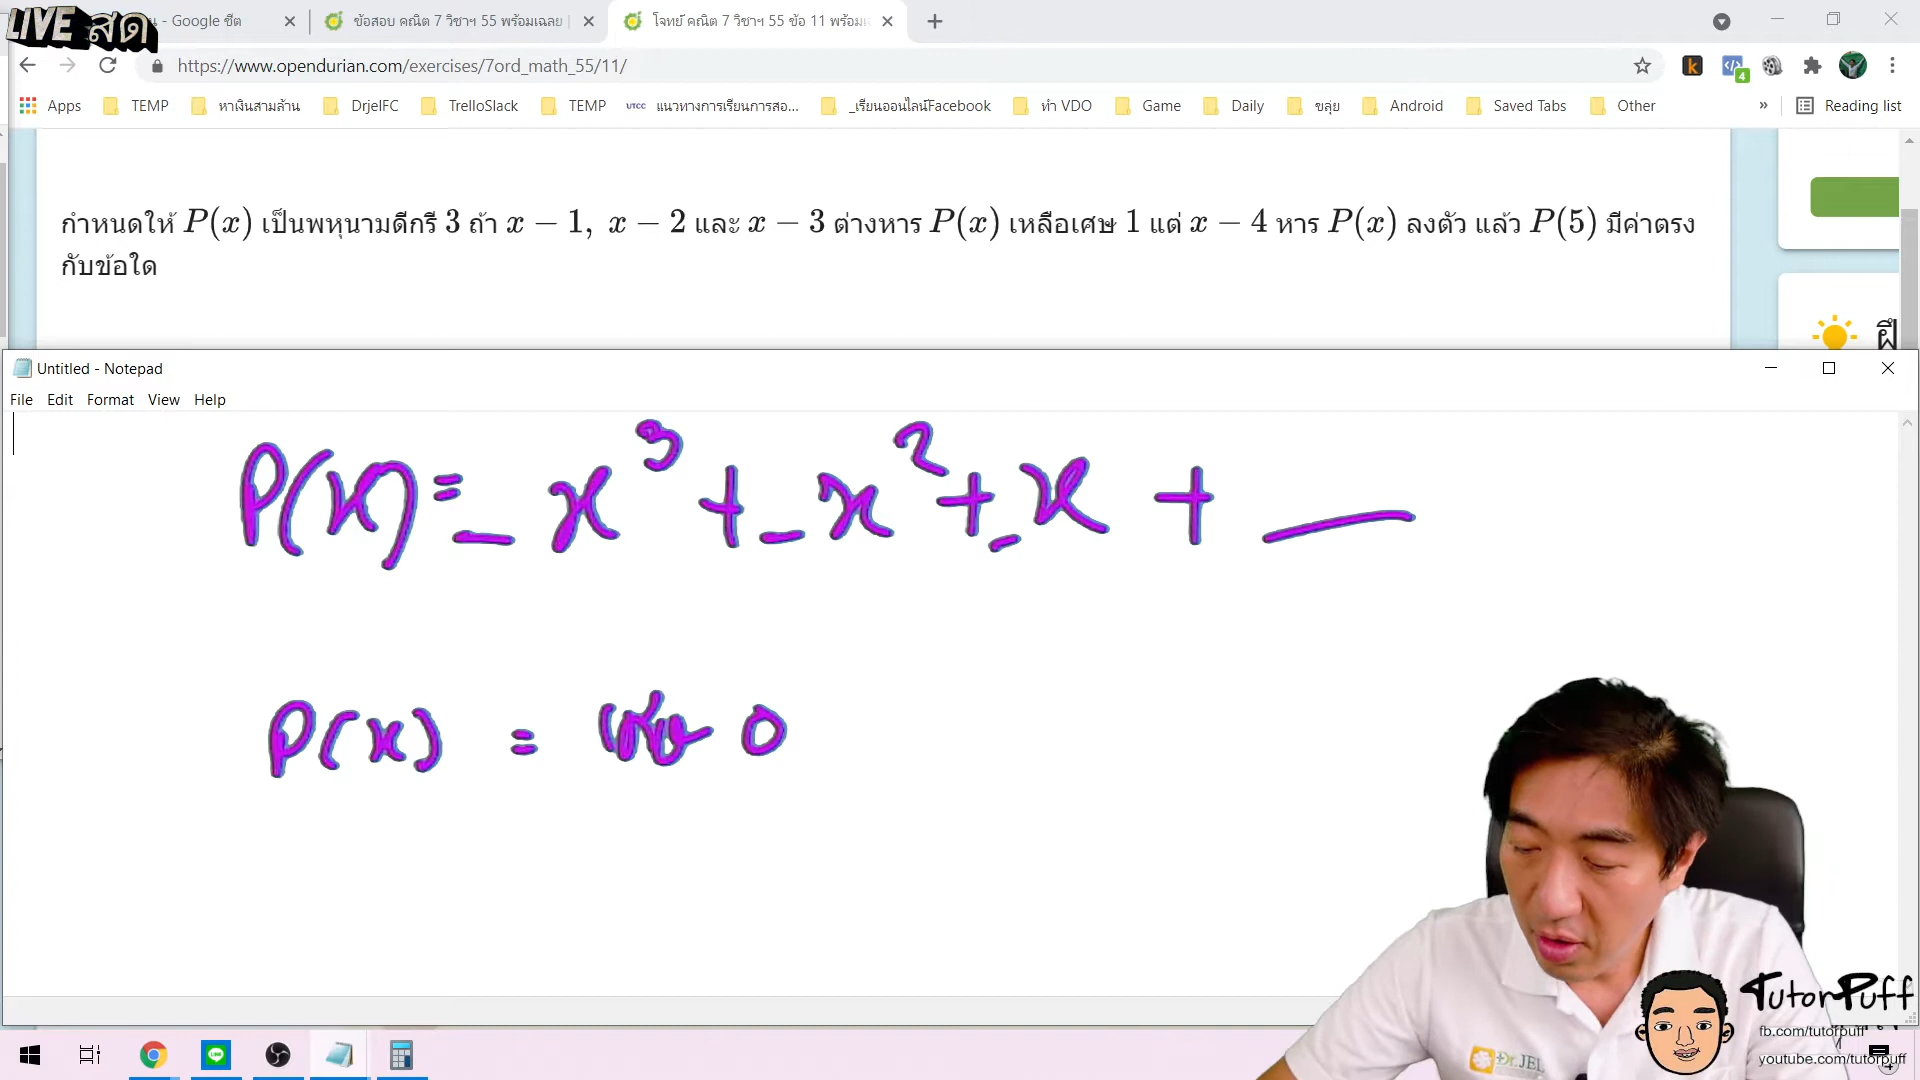 LIVE สด
น - Google ชีต
ข้อสอบ คณิต 7 วิชาฯ 55 พร้อมเฉลย |
โจทย์ คณิต 7 วิชาฯ 55 ข้อ 11 พร้อมเ
https://www.opendurian.com/exercises/7ord_math_55/11/
4
Apps TEMP หาเงินสามล้าน DrjelFC TrelloSlack TEMP UTCC แนวทางการเรียนการสอ... _เรียนออนไลน์Facebook ทำ VDO Game Daily ขลุ่ย Android Saved Tabs Other » Reading list
กำหนดให้ P(x) เป็นพหุนามดีกรี 3 ถ้า x − 1, x − 2 และ x − 3 ต่างหาร P(x) เหลือเศษ 1 แต่ x − 4 หาร P(x) ลงตัว แล้ว P(5) มีค่าตรง
กับข้อใด
ฝึ
Untitled - Notepad
File Edit Format View Help
P(x) = _ x³ + _ x² + _ x + __
P(x) = เศษ 0
Dr.JEL
TutorPuff
fb.com/tutorpuff
youtube.com/tutorpuff